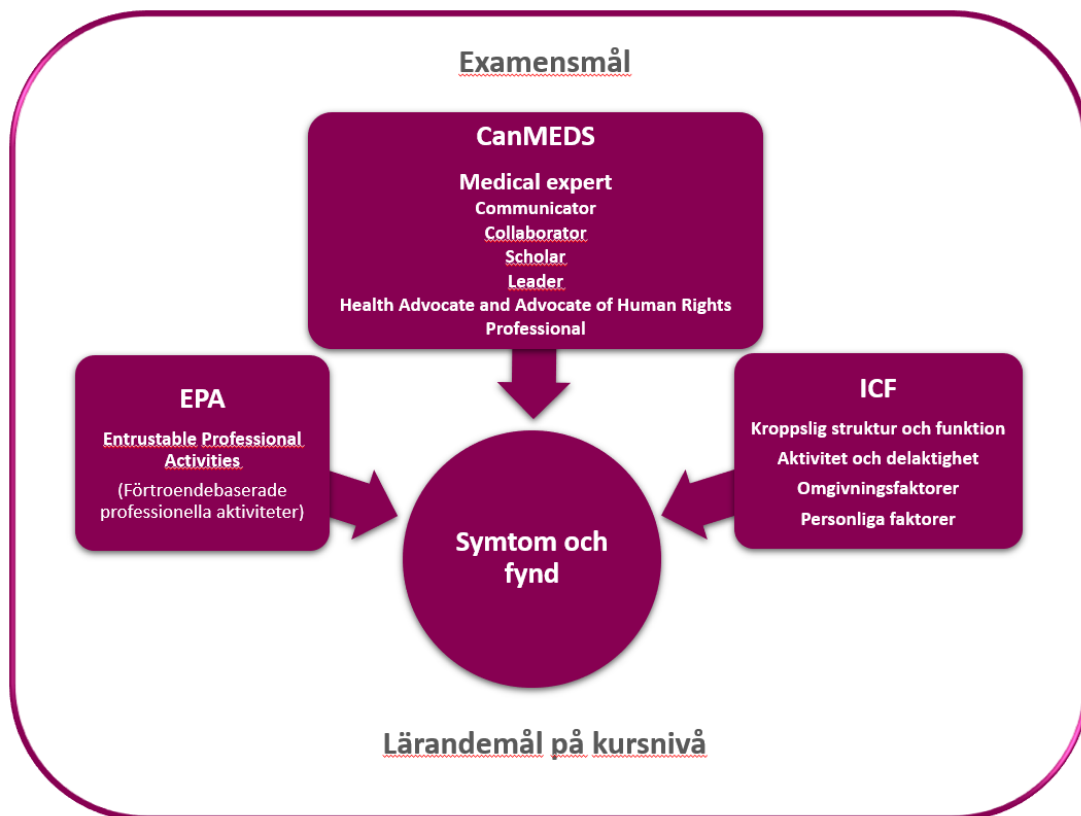 Examensmål
CanMEDS
Medical expert
Communicator
Collaborator
Scholar
Leader
Health Advocate and Advocate of Human Rights
Professional
EPA
Entrustable Professional
Activities
(Förtroendebaserade
professionella aktiviteter)
ICF
Kroppslig struktur och funktion
Aktivitet och delaktighet
Omgivningsfaktorer
Personliga faktorer
Symtom och
fynd
Lärandemål på kursnivå